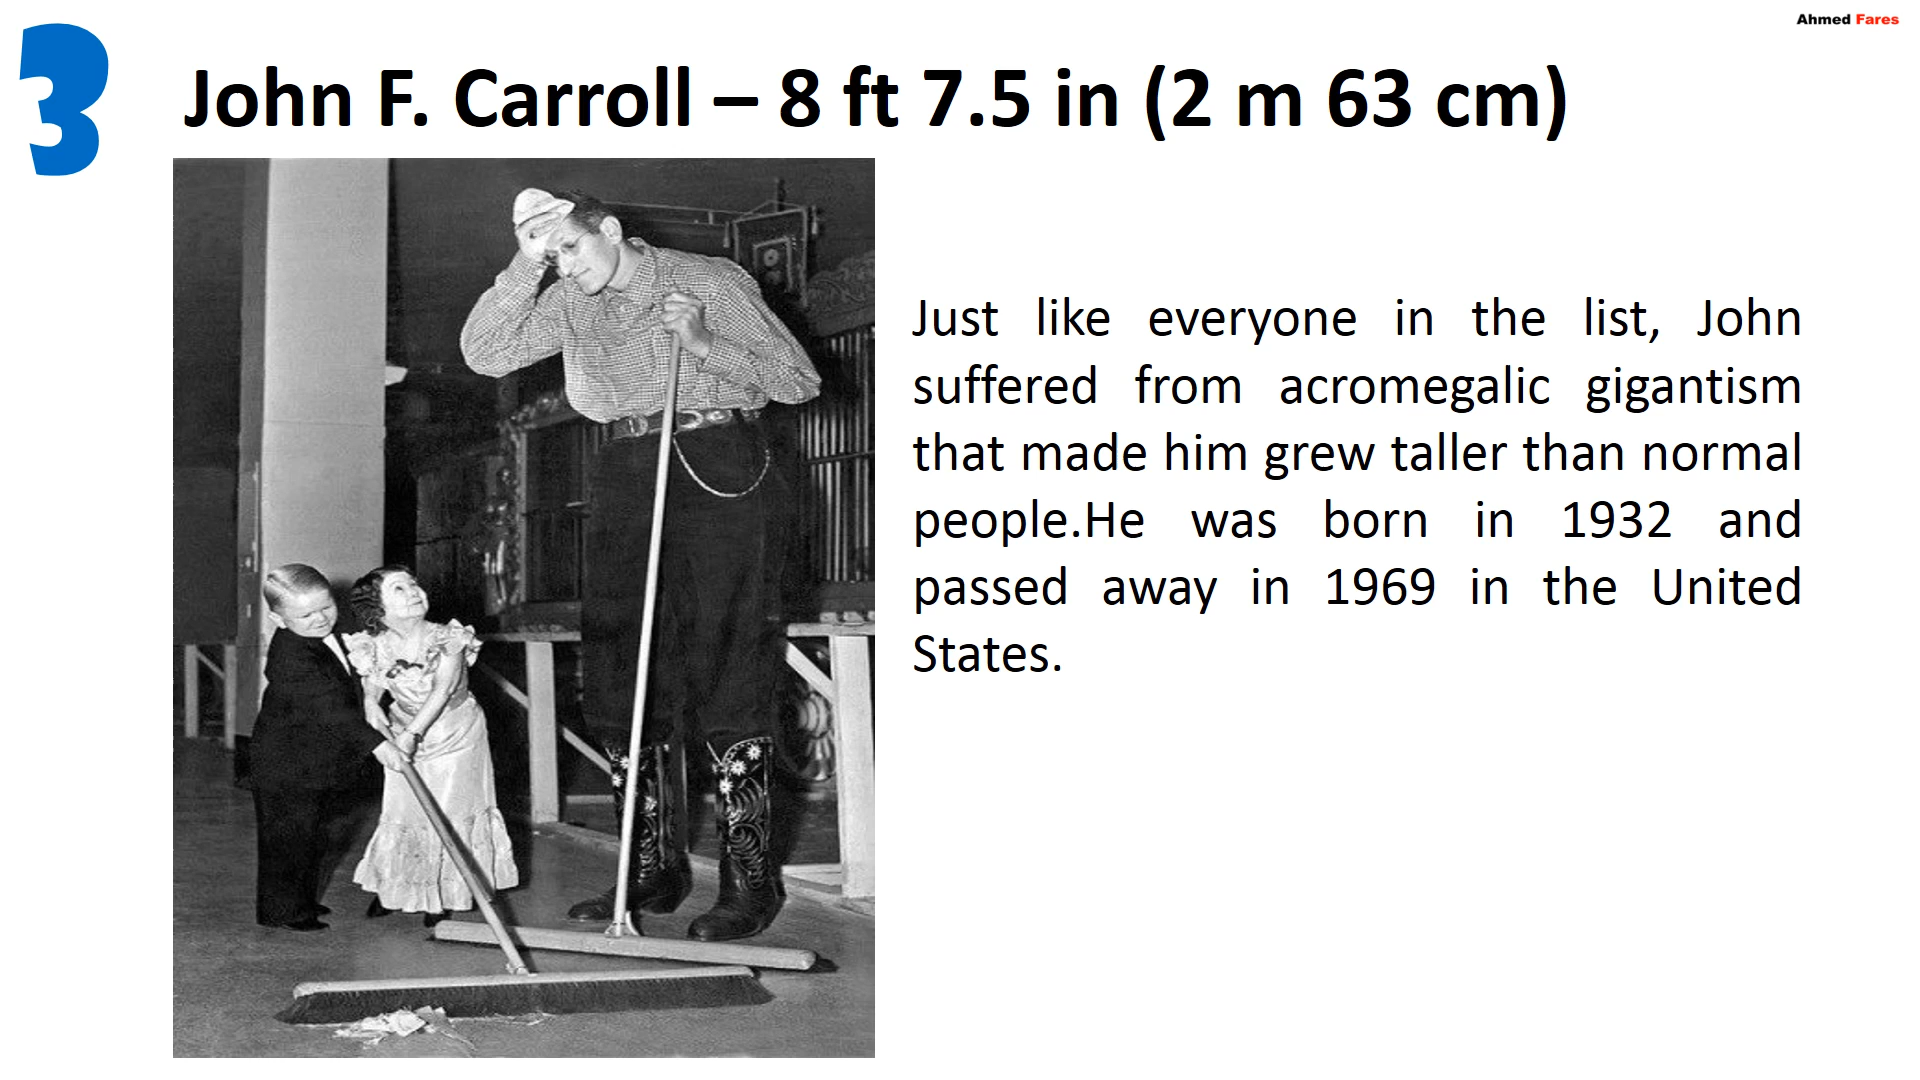 Ahmed Fares
3
John F. Carroll – 8 ft 7.5 in (2 m 63 cm)
Just like everyone in the list, John
suffered from acromegalic gigantism
that made him grew taller than normal
people.He was born in 1932 and
passed away in 1969 in the United
States.